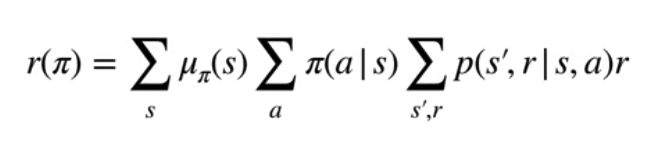 r(π) = ∑_s μ_π(s) ∑_a π(a|s) ∑_{s′,r} p(s′, r|s, a)r